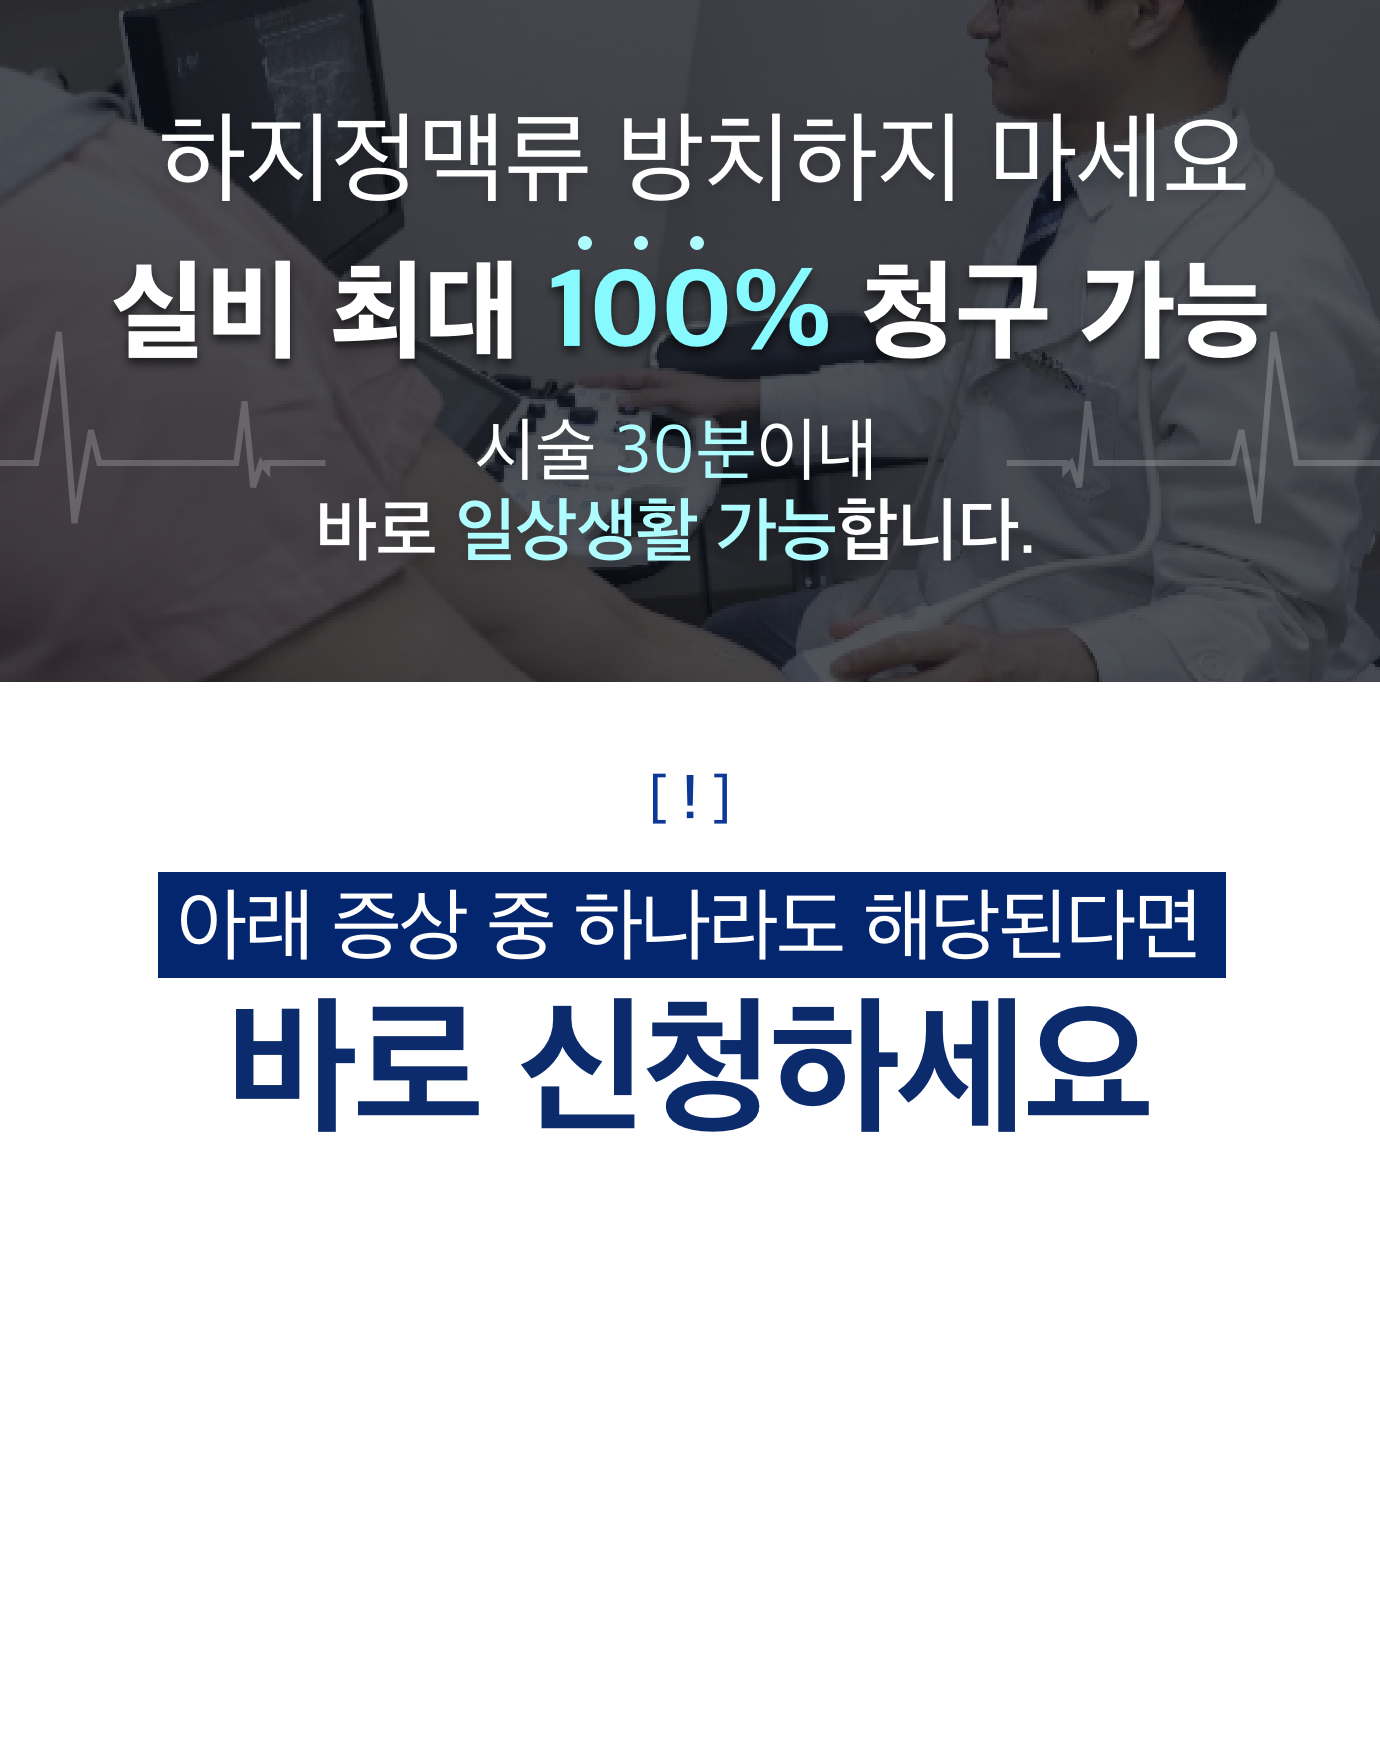 하지정맥류 방치하지 마세요
실비 최대 100% 청구 가능
시술 30분이내
바로 일상생활 가능합니다.
[ ! ]
아래 증상 중 하나라도 해당된다면
바로 신청하세요